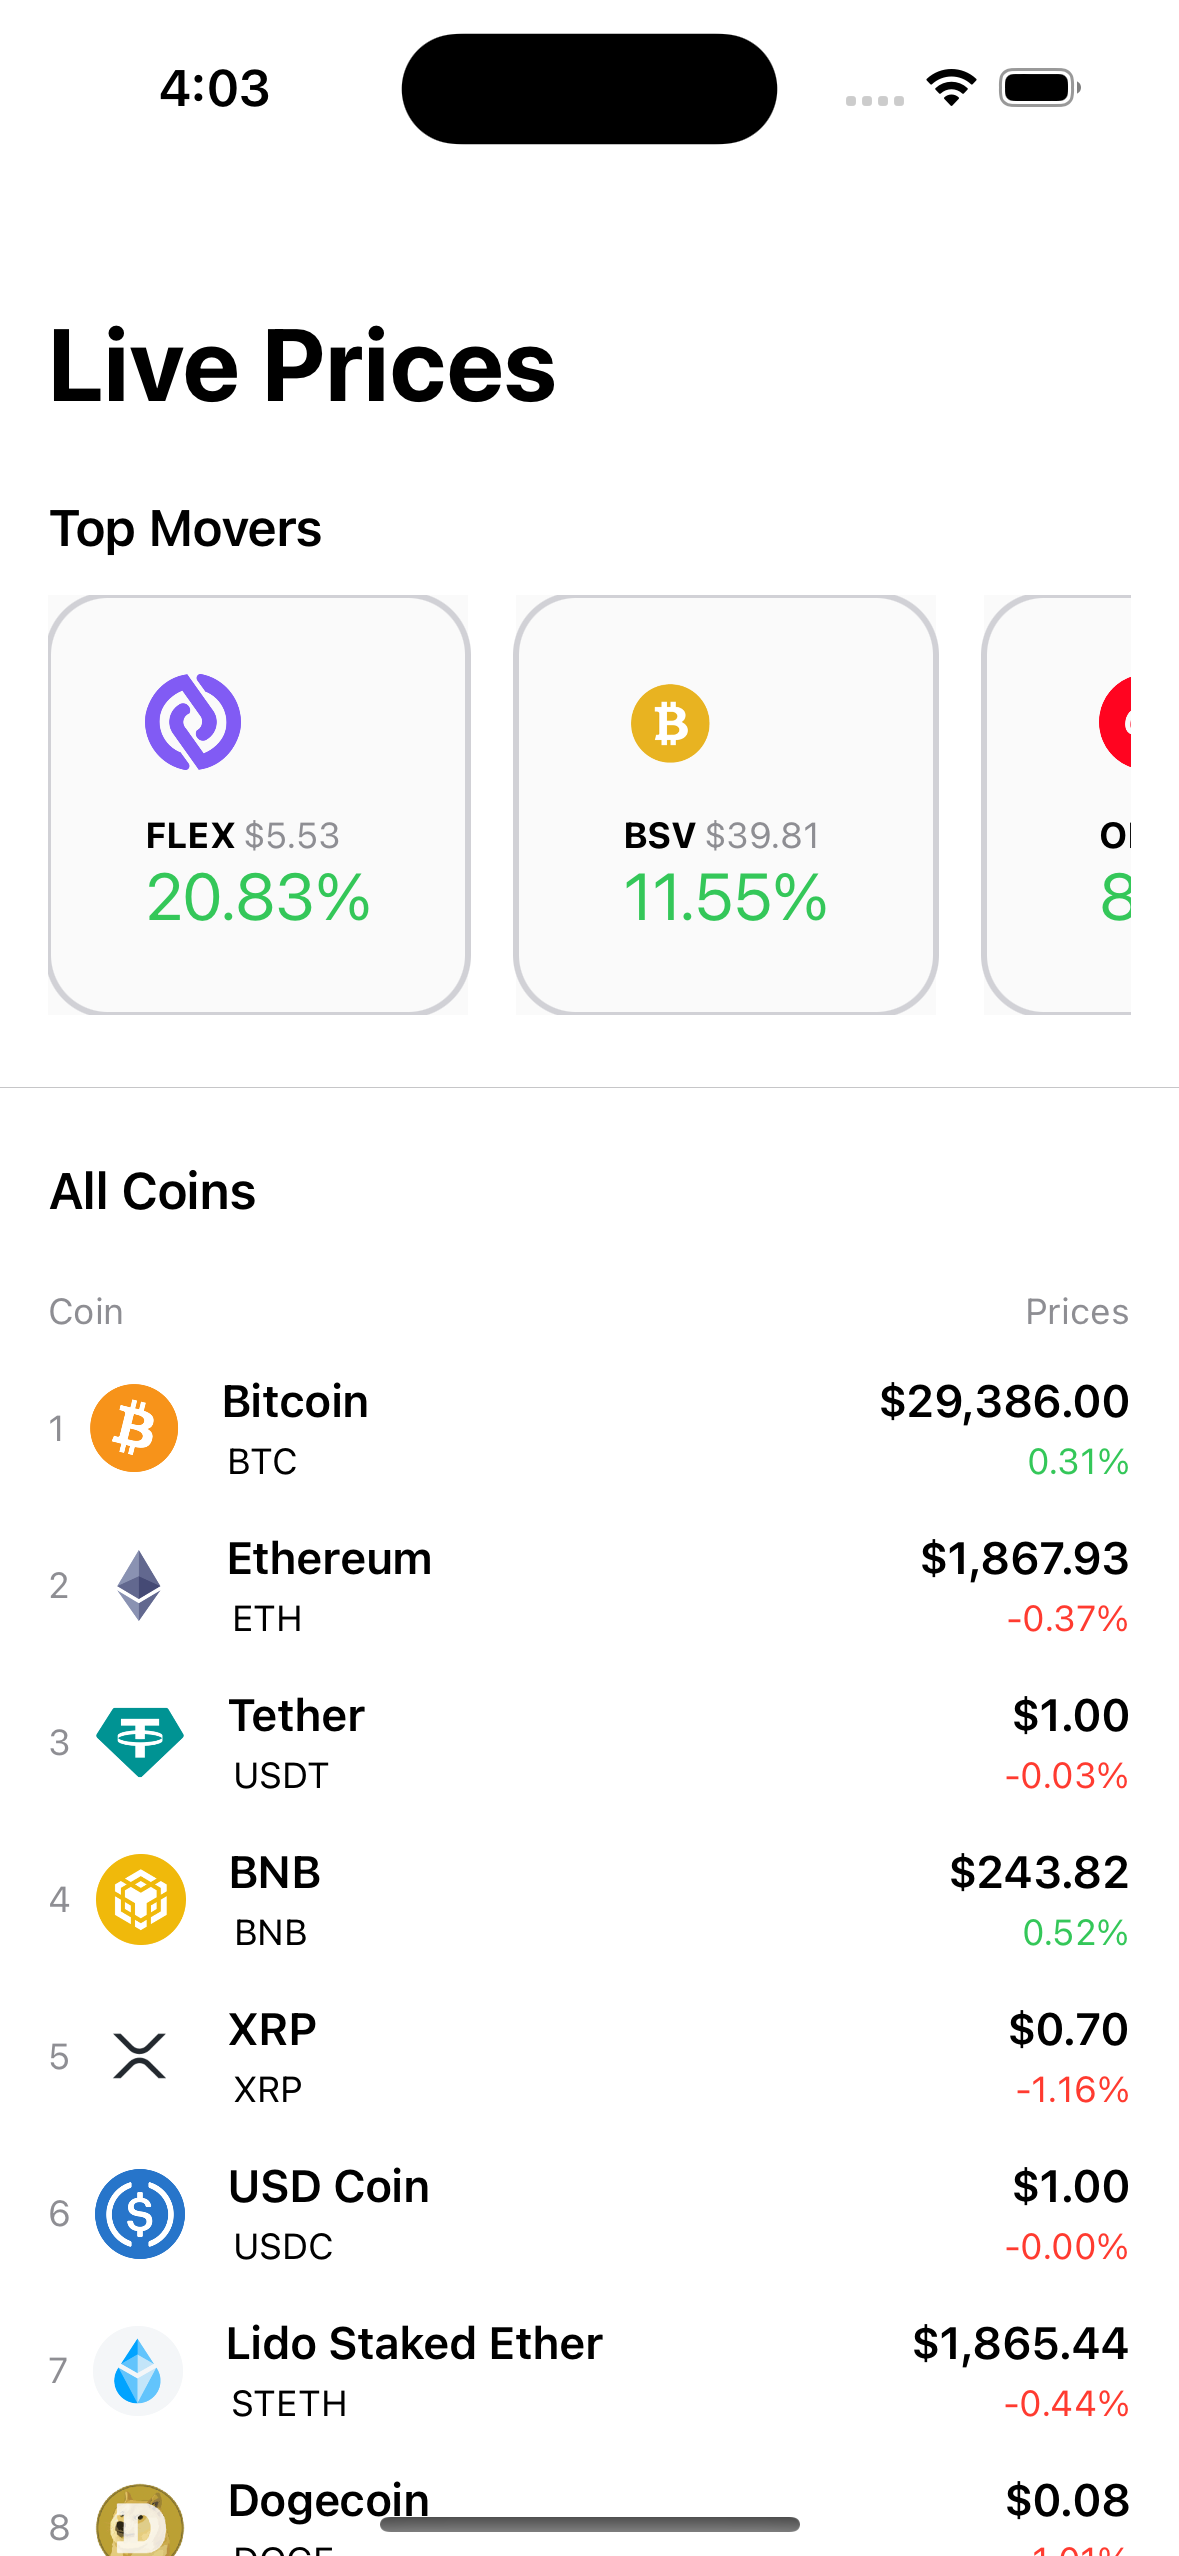 4:03
Live Prices
Top Movers
FLEX $5.53
20.83%
BSV $39.81
11.55%
8
All Coins
Coin Prices
1 Bitcoin $29,386.00
BTC 0.31%
2 Ethereum $1,867.93
ETH -0.37%
3 Tether $1.00
USDT -0.03%
4 BNB $243.82
BNB 0.52%
5 XRP $0.70
XRP -1.16%
6 USD Coin $1.00
USDC -0.00%
7 Lido Staked Ether $1,865.44
STETH -0.44%
8 Dogecoin $0.08